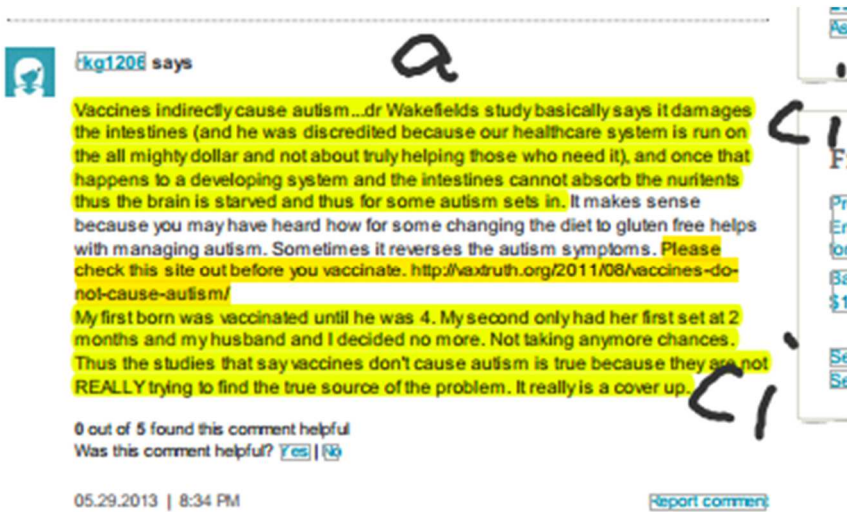 rkg1206 says
a
Vaccines indirectly cause autism...dr Wakefields study basically says it damages
the intestines (and he was discredited because our healthcare system is run on
the all mighty dollar and not about truly helping those who need it), and once that
happens to a developing system and the intestines cannot absorb the nuritents
thus the brain is starved and thus for some autism sets in. It makes sense
because you may have heard how for some changing the diet to gluten free helps
with managing autism. Sometimes it reverses the autism symptoms. Please
check this site out before you vaccinate. http://vaxtruth.org/2011/08/vaccines-do-
not-cause-autism/
My first born was vaccinated until he was 4. My second only had her first set at 2
months and my husband and I decided no more. Not taking anymore chances.
Thus the studies that say vaccines don't cause autism is true because they are not
REALLY trying to find the true source of the problem. It really is a cover up.
0 out of 5 found this comment helpful
Was this comment helpful? Yes | No
05.29.2013 | 8:34 PM
Report comment
As
Pr
Er
$1
Se
Se